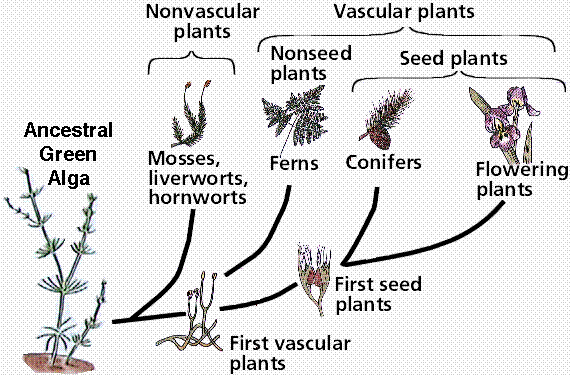 Nonvascular
plants
Vascular plants
Nonseed
plants
Seed plants
Ancestral
Green
Alga
Mosses,
liverworts,
hornworts
Ferns
Conifers
Flowering
plants
First seed
plants
First vascular
plants